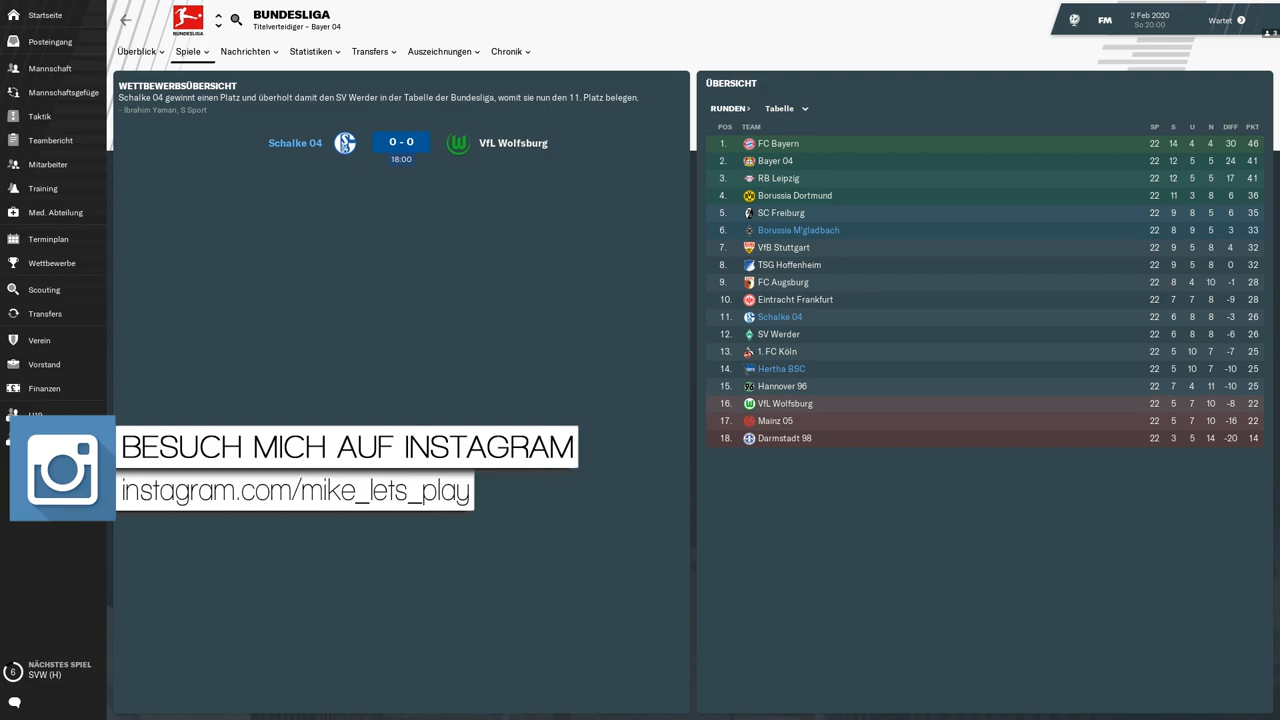 Startseite
Posteingang
Mannschaft
Mannschaftsgefüge
Taktik
Teambericht
Mitarbeiter
Training
Med. Abteilung
Terminplan
Wettbewerbe
Scouting
Transfers
Verein
Vorstand
Finanzen
NÄCHSTES SPIEL
6 SVW (H)
BUNDESLIGA
BUNDESLIGA
Titelverteidiger – Bayer 04
Überblick Spiele Nachrichten Statistiken Transfers Auszeichnungen Chronik
FM
2 Feb 2020
So 20:00
Wartet
3
WETTBEWERBSÜBERSICHT
Schalke 04 gewinnt einen Platz und überholt damit den SV Werder in der Tabelle der Bundesliga, womit sie nun den 11. Platz belegen.
– Ibrahim Yaman, S Sport
Schalke 04 0 - 0 VfL Wolfsburg
18:00
BESUCH MICH AUF INSTAGRAM
instagram.com/mike_lets_play
ÜBERSICHT
RUNDEN Tabelle
POS TEAM SP S U N DIFF PKT
1. FC Bayern 22 14 4 4 30 46
2. Bayer 04 22 12 5 5 24 41
3. RB Leipzig 22 12 5 5 17 41
4. Borussia Dortmund 22 11 3 8 6 36
5. SC Freiburg 22 9 8 5 6 35
6. Borussia M'gladbach 22 8 9 5 3 33
7. VfB Stuttgart 22 9 5 8 4 32
8. TSG Hoffenheim 22 9 5 8 0 32
9. FC Augsburg 22 8 4 10 -1 28
10. Eintracht Frankfurt 22 7 7 8 -9 28
11. Schalke 04 22 6 8 8 -3 26
12. SV Werder 22 6 8 8 -6 26
13. 1. FC Köln 22 5 10 7 -7 25
14. Hertha BSC 22 5 10 7 -10 25
15. Hannover 96 22 7 4 11 -10 25
16. VfL Wolfsburg 22 5 7 10 -8 22
17. Mainz 05 22 5 7 10 -16 22
18. Darmstadt 98 22 3 5 14 -20 14